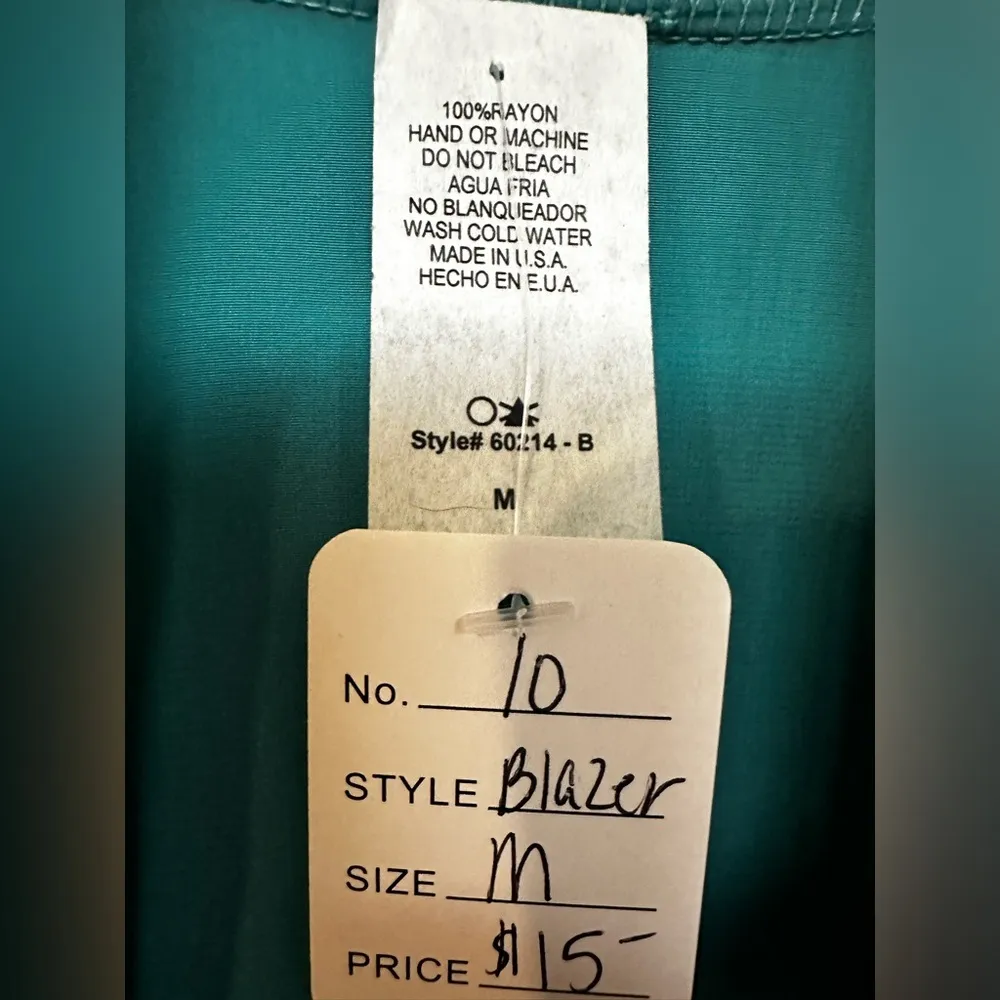 100%RAYON
HAND OR MACHINE
DO NOT BLEACH
AGUA FRIA
NO BLANQUEADOR
WASH COLD WATER
MADE IN U.S.A.
HECHO EN E.U.A.
Style# 60214 - B
M
No. 10
STYLE Blazer
SIZE M
PRICE $15-